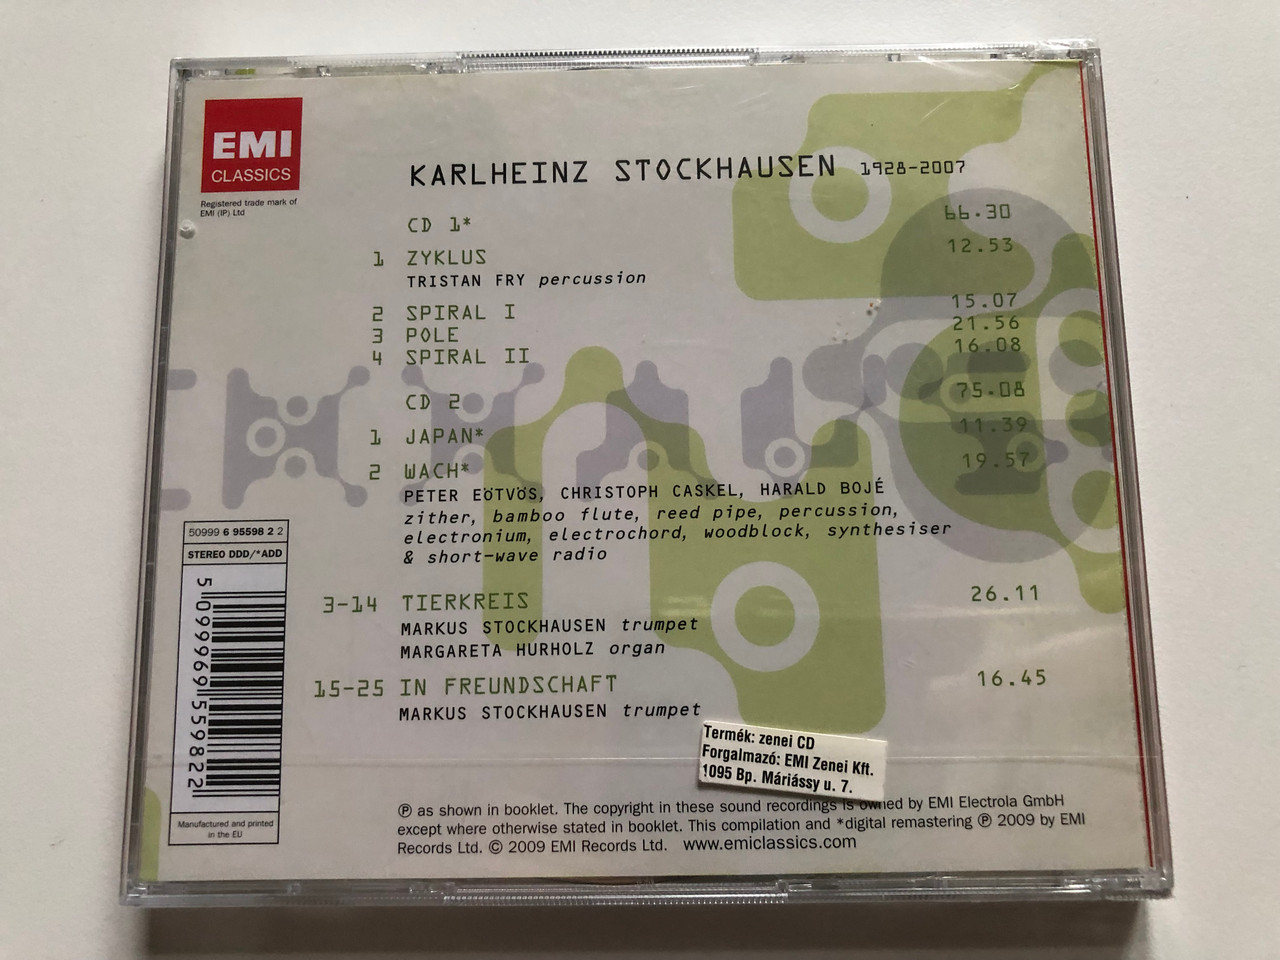 EMI
CLASSICS
Registered trade mark of
EMI (IP) Ltd
KARLHEINZ STOCKHAUSEN 1928-2007
CD 1* 66.30
1 ZYKLUS 12.53
TRISTAN FRY percussion
2 SPIRAL I 15.07
3 POLE 21.56
4 SPIRAL II 16.08
CD 2 75.08
1 JAPAN* 11.39
2 WACH* 19.57
PETER EÖTVÖS, CHRISTOPH CASKEL, HARALD BOJÉ
zither, bamboo flute, reed pipe, percussion,
electronium, electrochord, woodblock, synthesiser
& short-wave radio
3-14 TIERKREIS 26.11
MARKUS STOCKHAUSEN trumpet
MARGARETA HURHOLZ organ
15-25 IN FREUNDSCHAFT 16.45
MARKUS STOCKHAUSEN trumpet
50999 6 95598 2 2
STEREO DDD/*ADD
5 099969 559822
Manufactured and printed
in the EU
Termék: zenei CD
Forgalmazó: EMI Zenei Kft.
1095 Bp. Máriássy u. 7.
℗ as shown in booklet. The copyright in these sound recordings is owned by EMI Electrola GmbH
except where otherwise stated in booklet. This compilation and *digital remastering ℗ 2009 by EMI
Records Ltd. © 2009 EMI Records Ltd. www.emiclassics.com